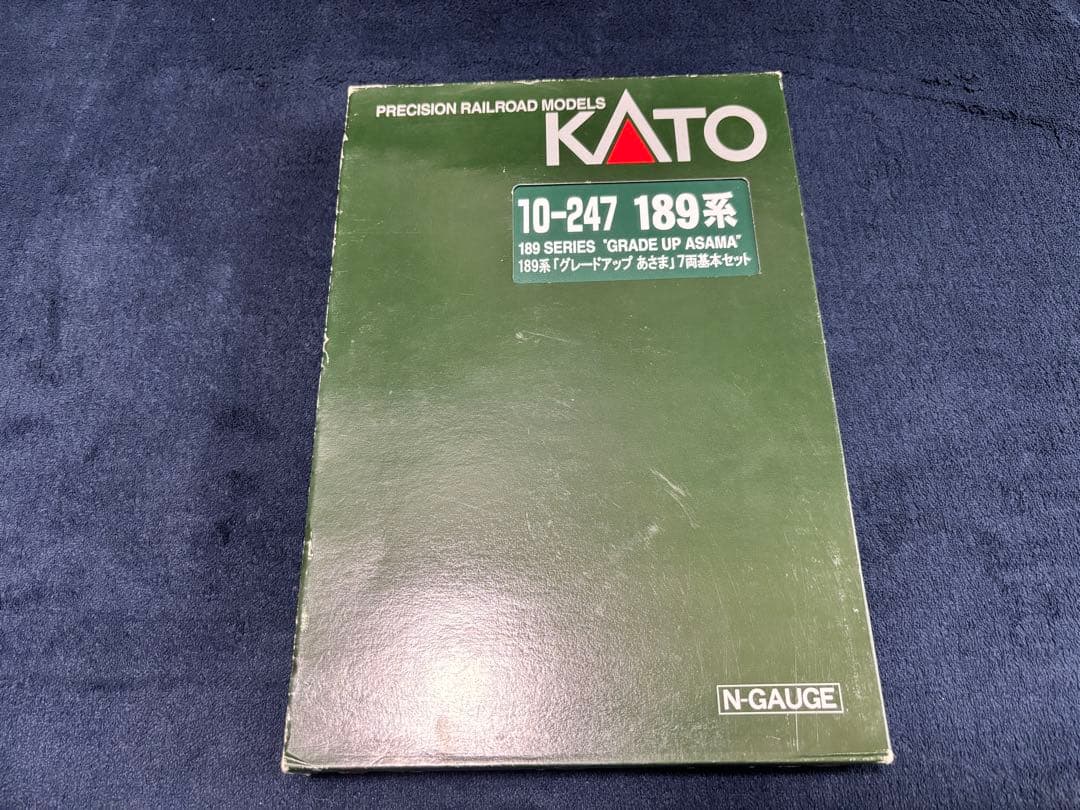 PRECISION RAILROAD MODELS
KATO
10-247 189系
189 SERIES "GRADE UP ASAMA"
189系「グレードアップ あさま」7両基本セット
N-GAUGE